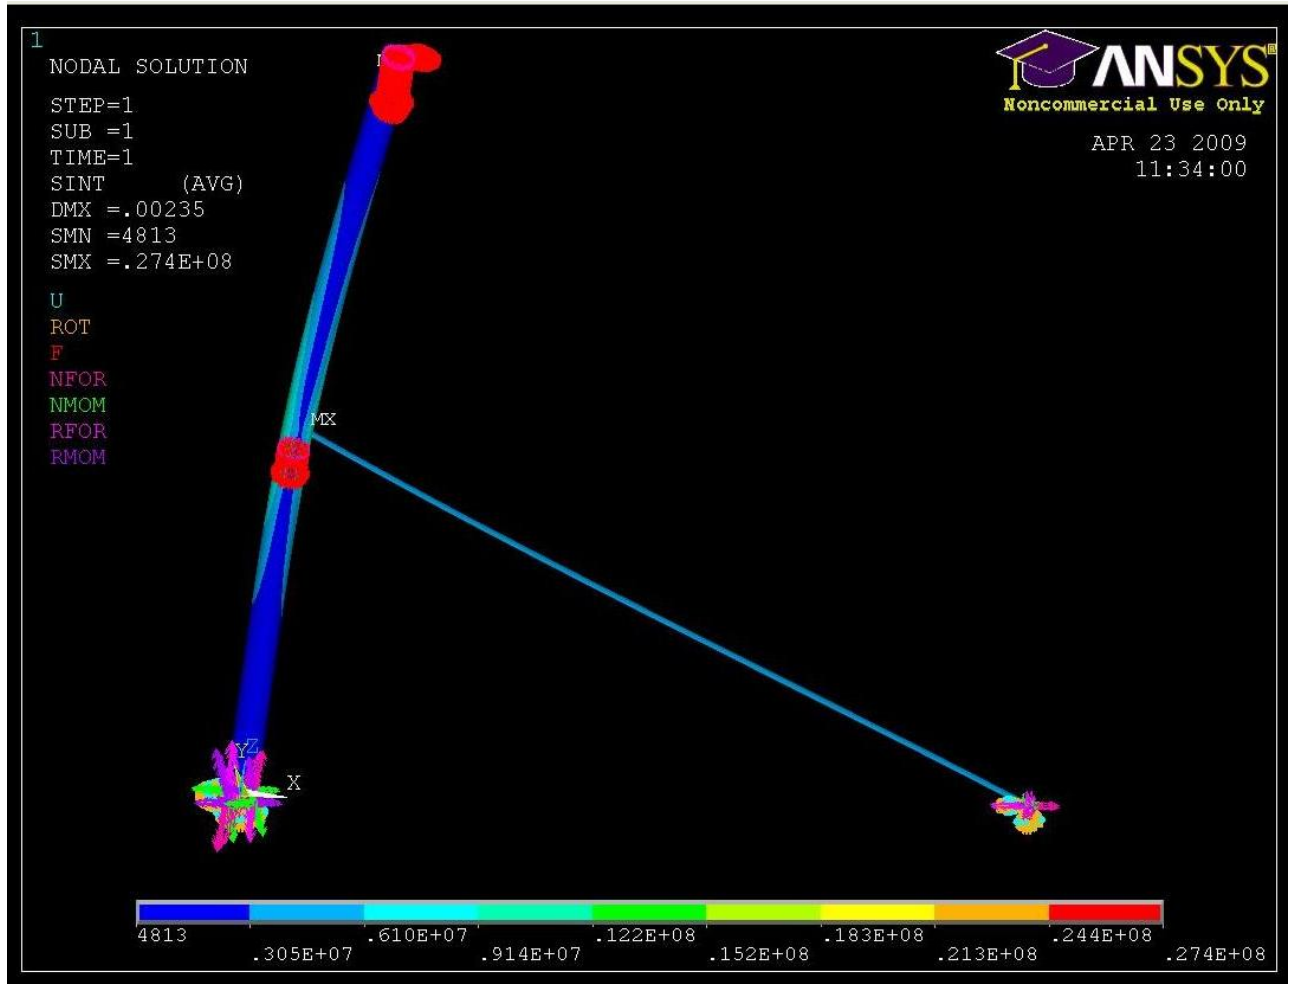 1
NODAL SOLUTION
STEP=1
SUB =1
TIME=1
SINT (AVG)
DMX =.00235
SMN =4813
SMX =.274E+08
U
ROT
F
NFOR
NMOM
RFOR
RMOM
ANSYS®
Noncommercial Use Only
APR 23 2009
11:34:00
MX
Y Z
X
4813 .610E+07 .122E+08 .183E+08 .244E+08
.305E+07 .914E+07 .152E+08 .213E+08 .274E+08